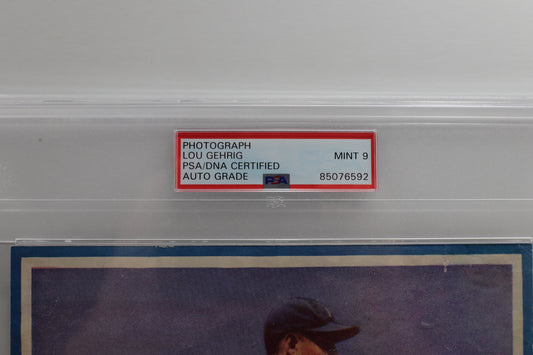 PHOTOGRAPH
LOU GEHRIG MINT 9
PSA/DNA CERTIFIED
AUTO GRADE PSA 85076592